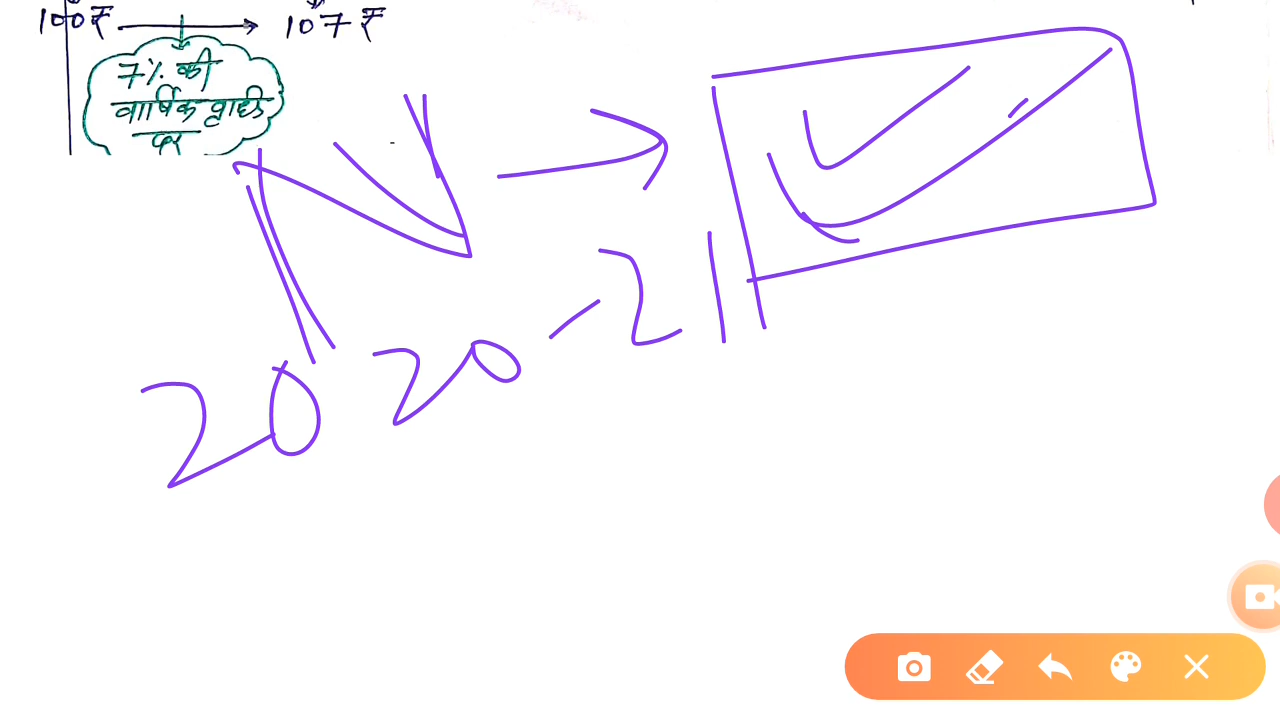 100₹ → 107₹
7% की
वार्षिक वृद्धि
दर
N →
2020-21